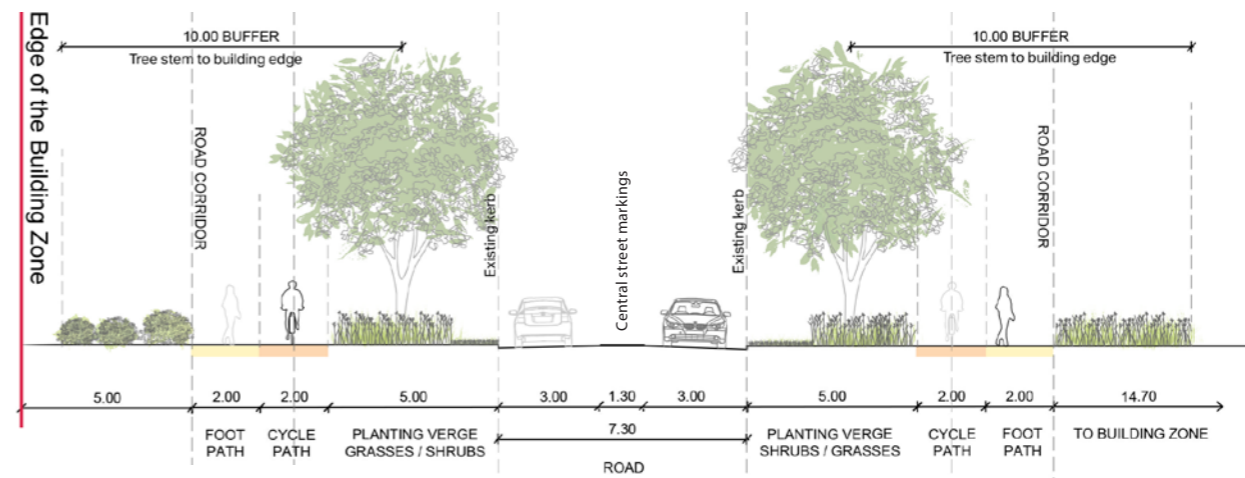 Edge of the Building Zone
10.00 BUFFER
Tree stem to building edge
10.00 BUFFER
Tree stem to building edge
ROAD CORRIDOR
Existing kerb
Central street markings
Existing kerb
ROAD CORRIDOR
5.00 2.00 2.00 5.00 3.00 1.30 3.00 5.00 2.00 2.00 14.70
7.30
FOOT
PATH
CYCLE
PATH
PLANTING VERGE
GRASSES / SHRUBS
ROAD
PLANTING VERGE
SHRUBS / GRASSES
CYCLE
PATH
FOOT
PATH
TO BUILDING ZONE